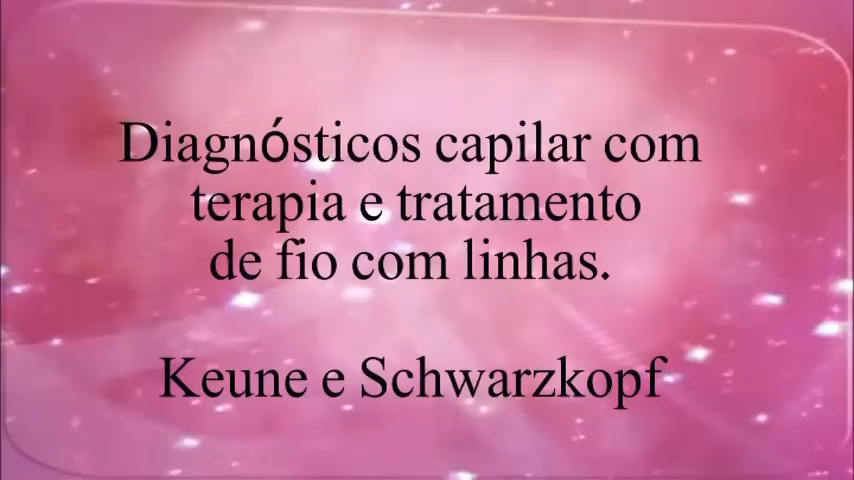 Diagnósticos capilar com
terapia e tratamento
de fio com linhas.
Keune e Schwarzkopf